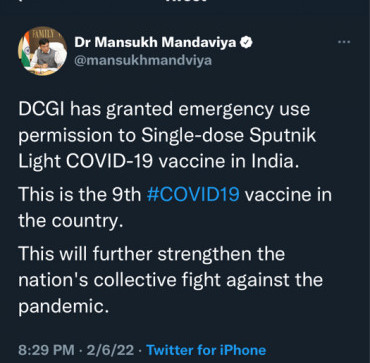 Dr Mansukh Mandaviya
@mansukhmandviya
DCGI has granted emergency use
permission to Single-dose Sputnik
Light COVID-19 vaccine in India.
This is the 9th #COVID19 vaccine in
the country.
This will further strengthen the
nation's collective fight against the
pandemic.
8:29 PM · 2/6/22 · Twitter for iPhone